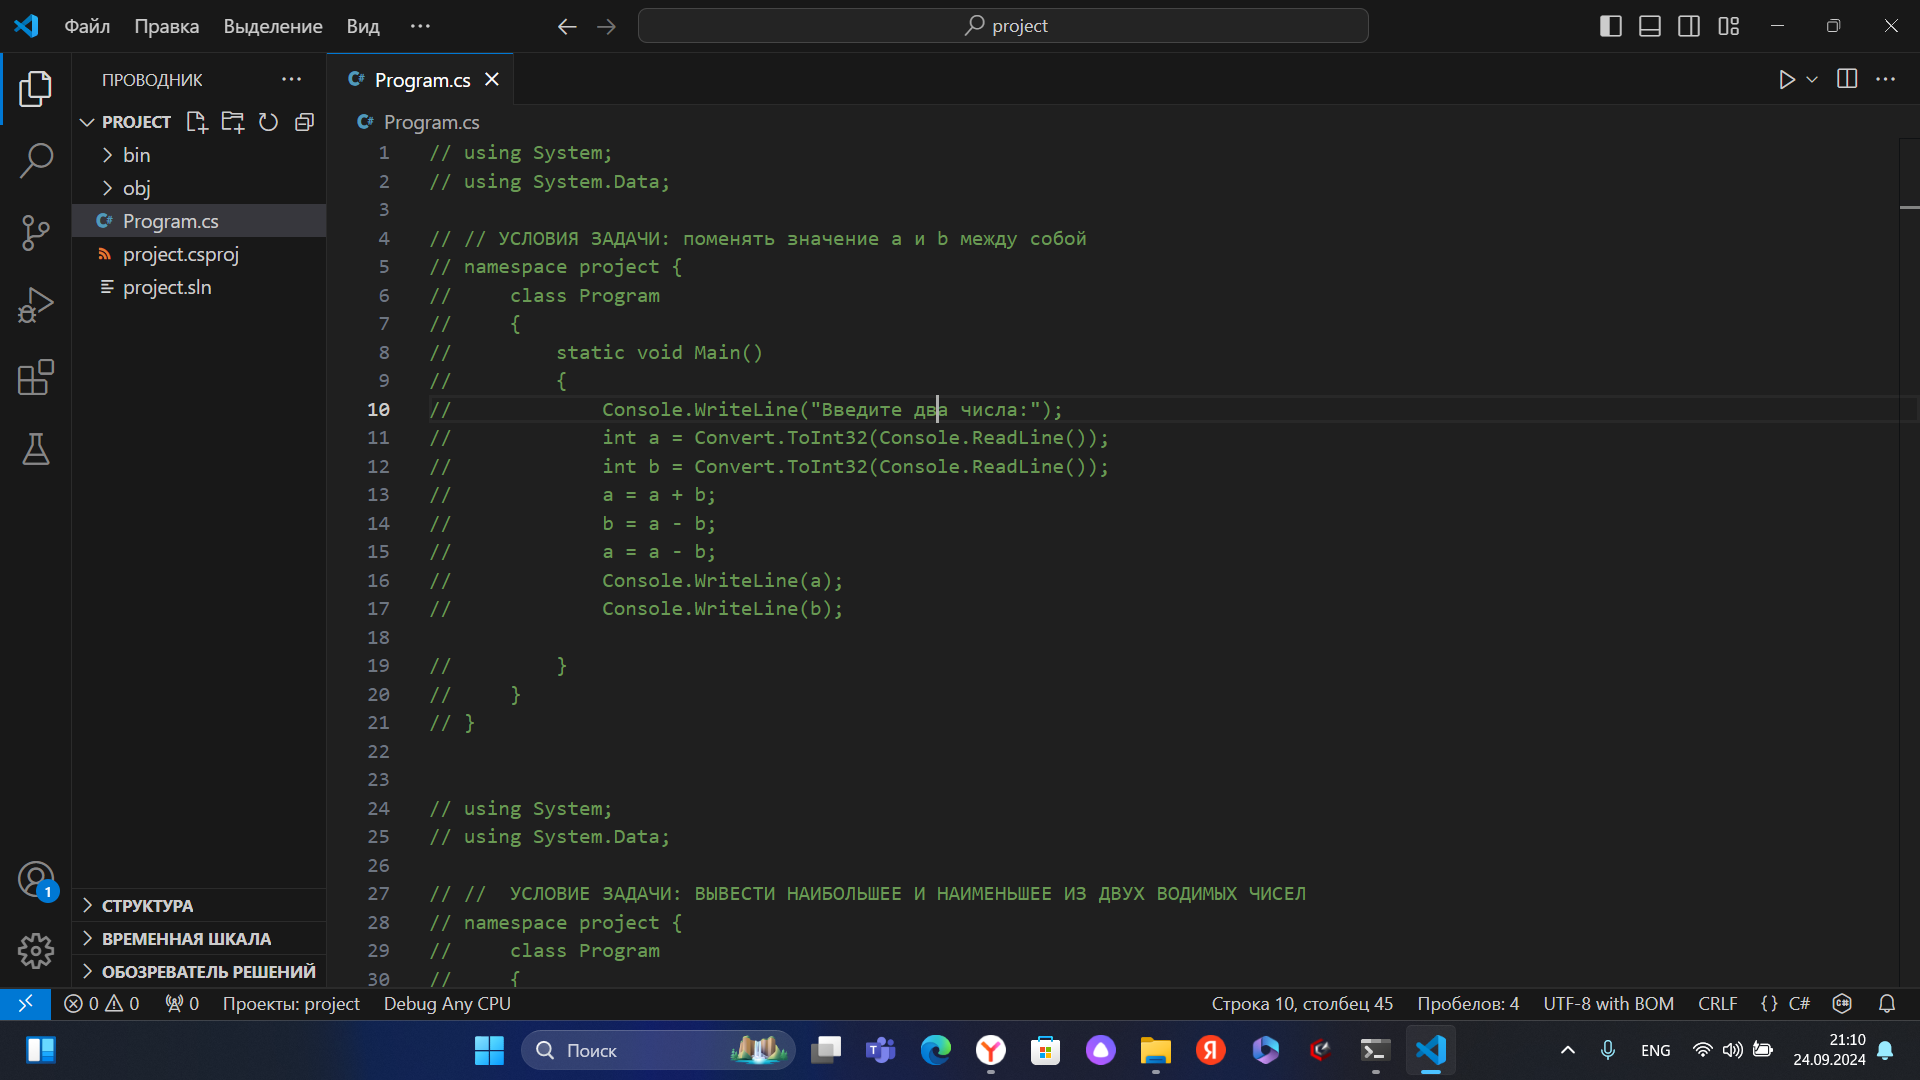 Файл Правка Выделение Вид ··· project
ПРОВОДНИК ···
Program.cs
PROJECT
Program.cs
bin
obj
Program.cs
project.csproj
project.sln
1 // using System;
2 // using System.Data;
3
4 // // УСЛОВИЯ ЗАДАЧИ: поменять значение a и b между собой
5 // namespace project {
6 //     class Program
7 //     {
8 //         static void Main()
9 //         {
10 //             Console.WriteLine("Введите два числа:");
11 //             int a = Convert.ToInt32(Console.ReadLine());
12 //             int b = Convert.ToInt32(Console.ReadLine());
13 //             a = a + b;
14 //             b = a - b;
15 //             a = a - b;
16 //             Console.WriteLine(a);
17 //             Console.WriteLine(b);
18
19 //         }
20 //     }
21 // }
22
23
24 // using System;
25 // using System.Data;
26
27 // //  УСЛОВИЕ ЗАДАЧИ: ВЫВЕСТИ НАИБОЛЬШЕЕ И НАИМЕНЬШЕЕ ИЗ ДВУХ ВОДИМЫХ ЧИСЕЛ
28 // namespace project {
29 //     class Program
30 //     {
1
СТРУКТУРА
ВРЕМЕННАЯ ШКАЛА
ОБОЗРЕВАТЕЛЬ РЕШЕНИЙ
0 0 0 Проекты: project Debug Any CPU Строка 10, столбец 45 Пробелов: 4 UTF-8 with BOM CRLF {} C#
Поиск
ENG
21:10
24.09.2024